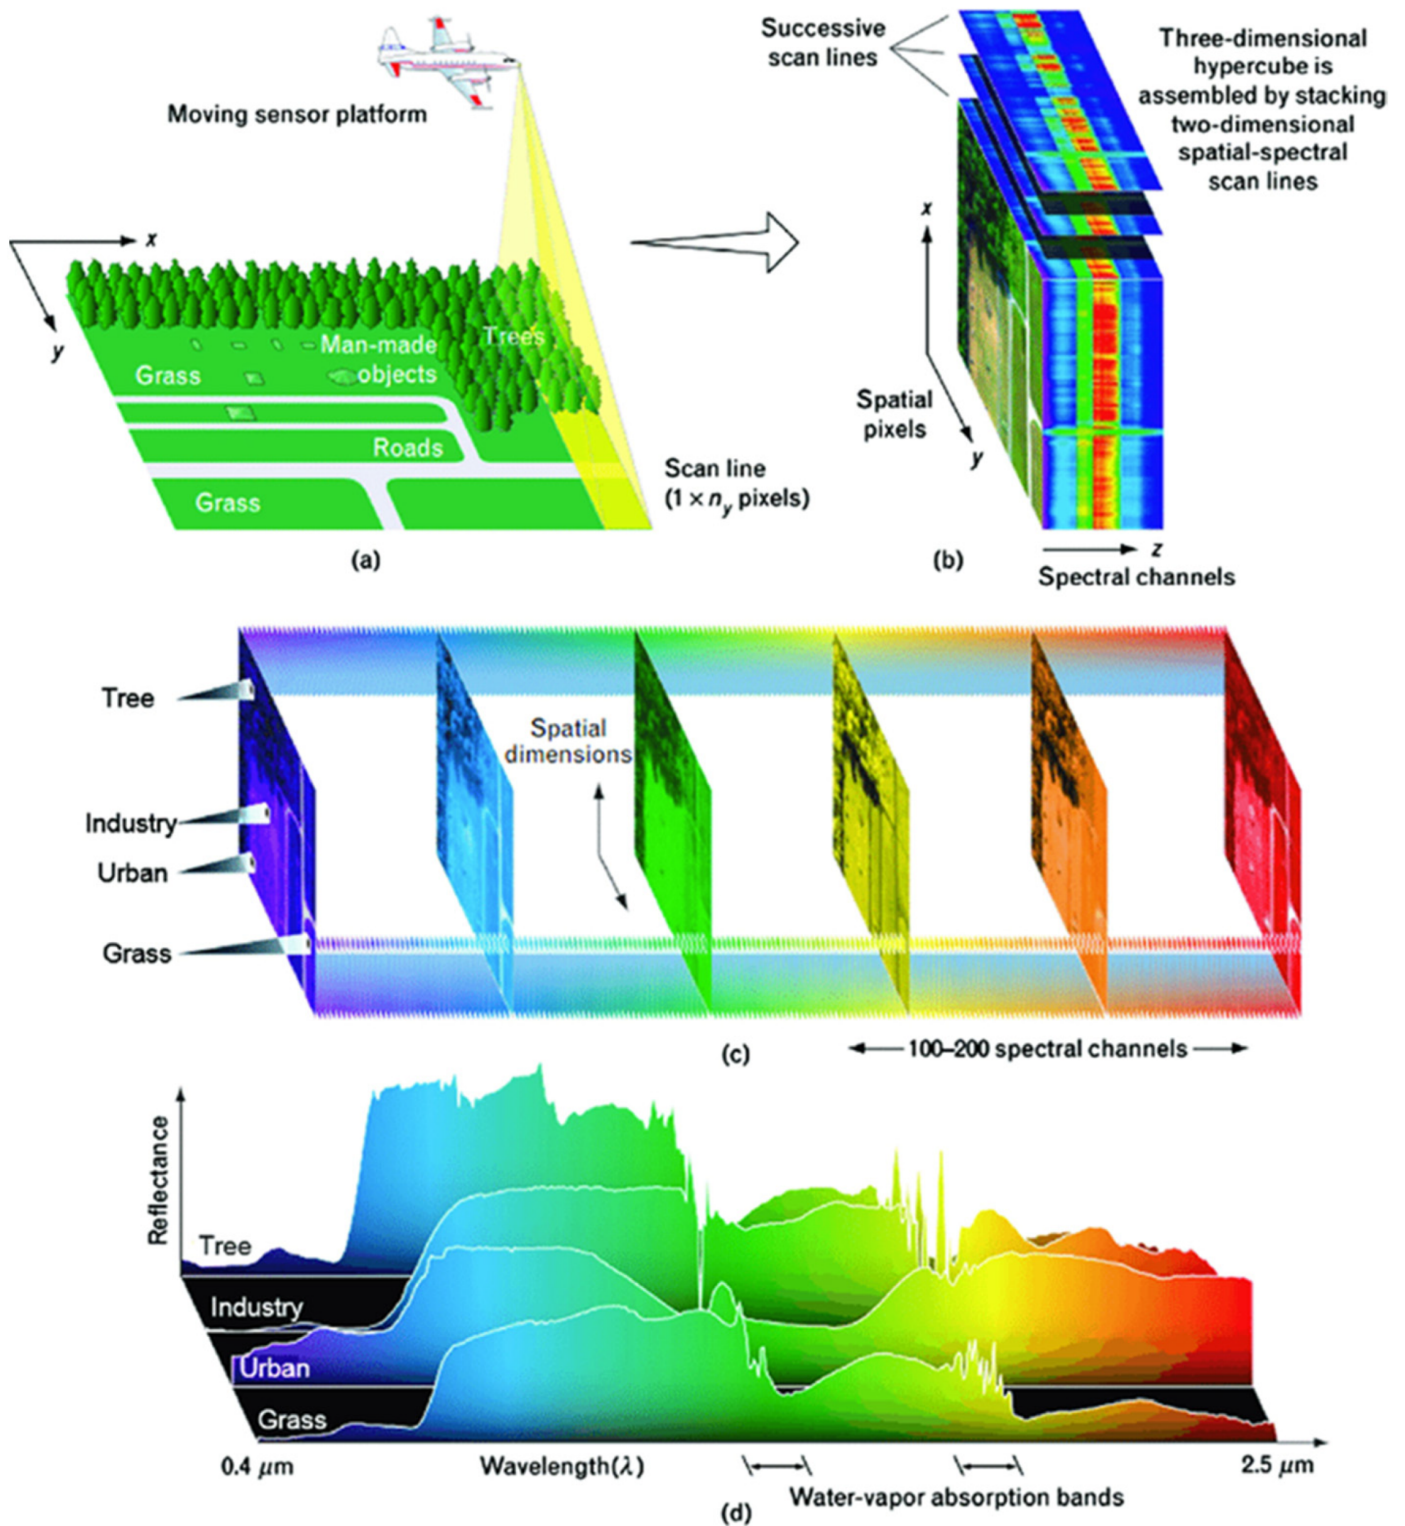 Moving sensor platform
x
y
Trees
Man-made
objects
Grass
Roads
Grass
Scan line
(1 × n_y pixels)
(a)
Successive
scan lines
Three-dimensional
hypercube is
assembled by stacking
two-dimensional
spatial-spectral
scan lines
x
Spatial
pixels
y
z
Spectral channels
(b)
Tree
Industry
Urban
Grass
Spatial
dimensions
(c)
100–200 spectral channels
Reflectance
Tree
Industry
Urban
Grass
0.4 μm
Wavelength(λ)
2.5 μm
Water-vapor absorption bands
(d)